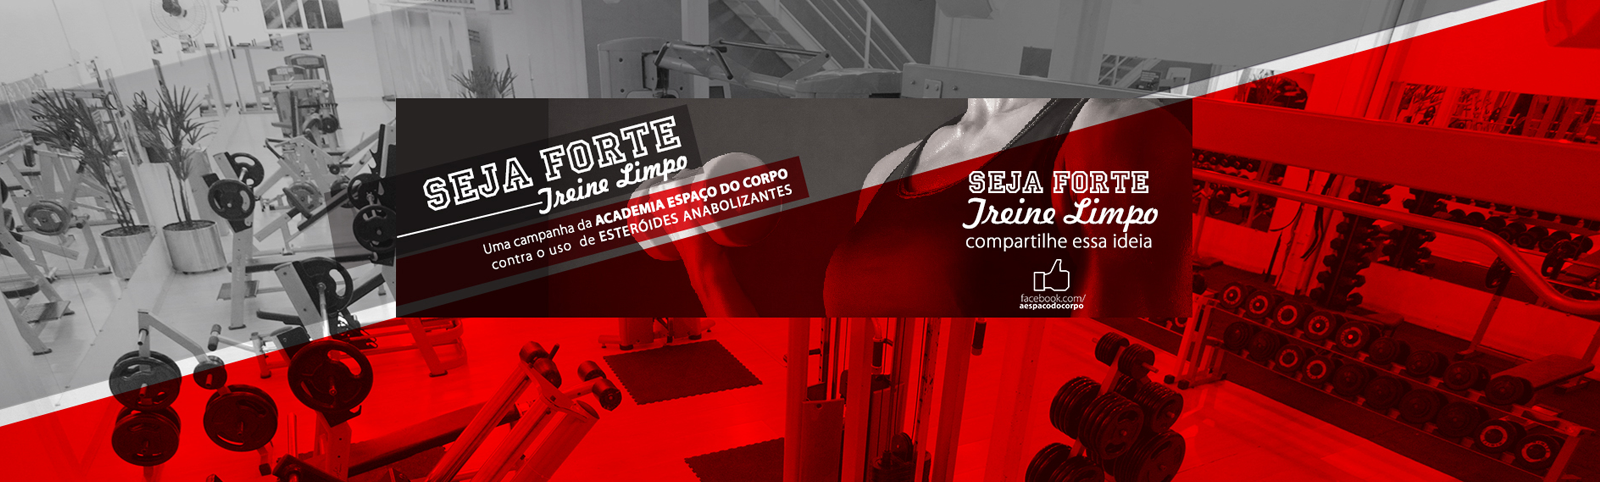 SEJA FORTE
Treine Limpo
Uma campanha da ACADEMIA ESPAÇO DO CORPO
contra o uso de ESTERÓIDES ANABOLIZANTES
SEJA FORTE
Treine Limpo
compartilhe essa ideia
facebook.com/
aespacodocorpo